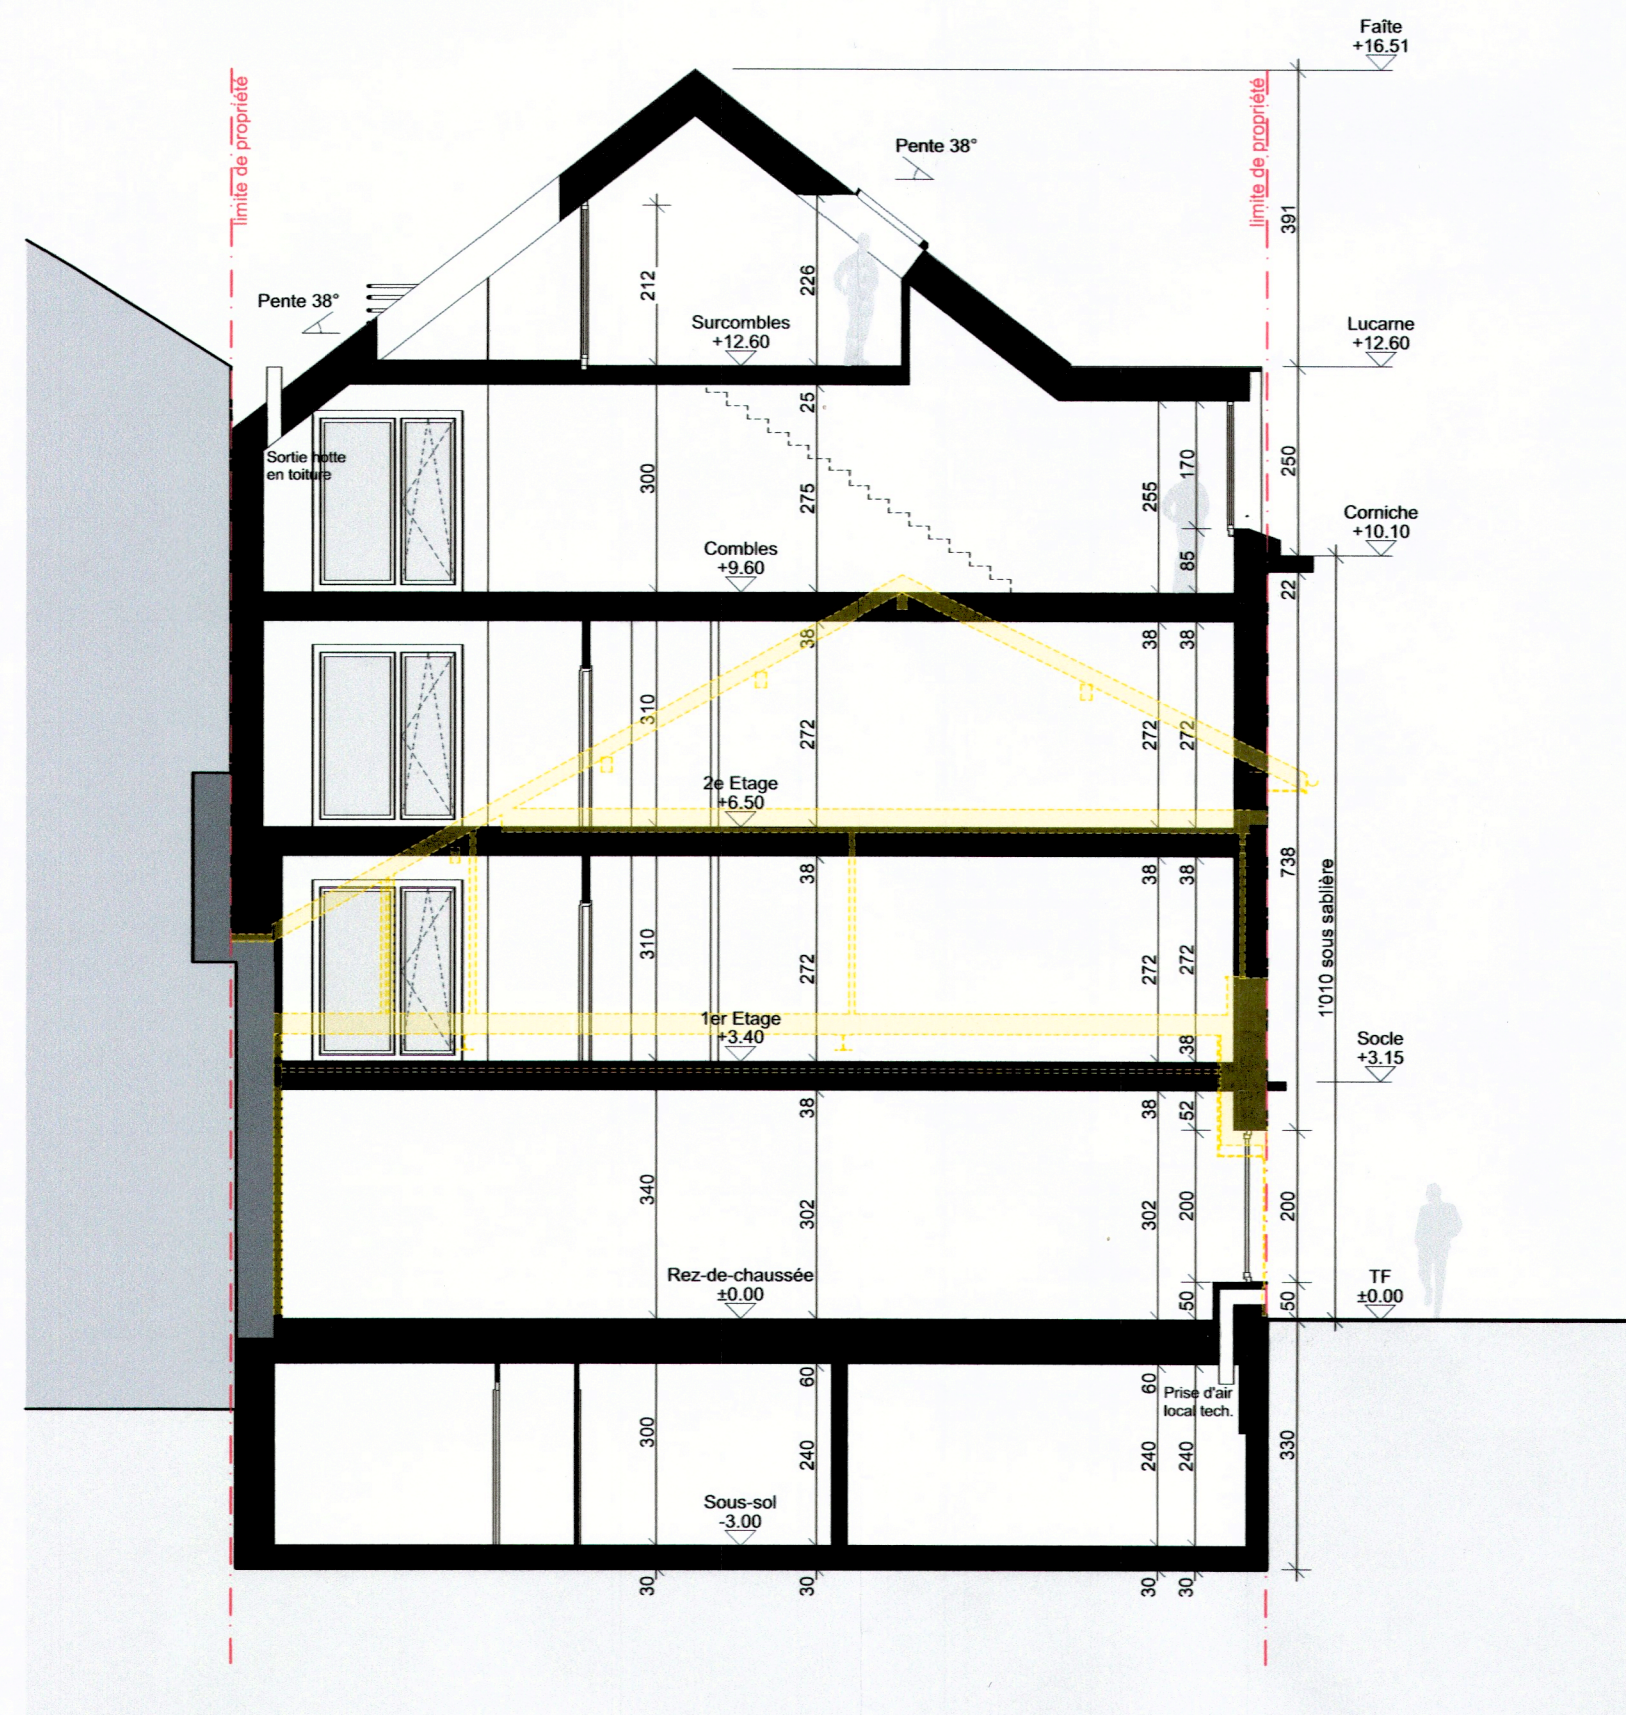 Faîte
+16.51
limite de propriété
limite de propriété
Pente 38°
391
212
226
Pente 38°
Surcombles
+12.60
Lucarne
+12.60
25
Sortie hotte
en toiture
300
275
255
170
250
Corniche
+10.10
Combles
+9.60
85
22
38
38
38
310
272
272
272
2e Etage
+6.50
38
38
38
738
1'010 sous sablière
310
272
272
272
1er Etage
+3.40
38
Socle
+3.15
38
38
52
340
302
302
200
200
Rez-de-chaussée
±0.00
50
50
TF
±0.00
60
60
Prise d'air
local tech.
300
240
240
240
330
Sous-sol
-3.00
30
30
30
30